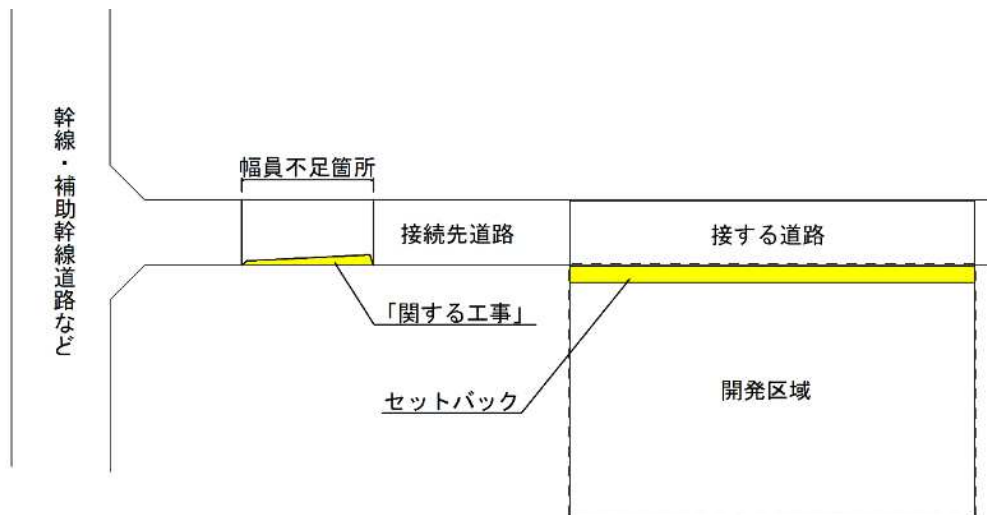 幹線・補助幹線道路など
幅員不足箇所
接続先道路
接する道路
「関する工事」
セットバック
開発区域